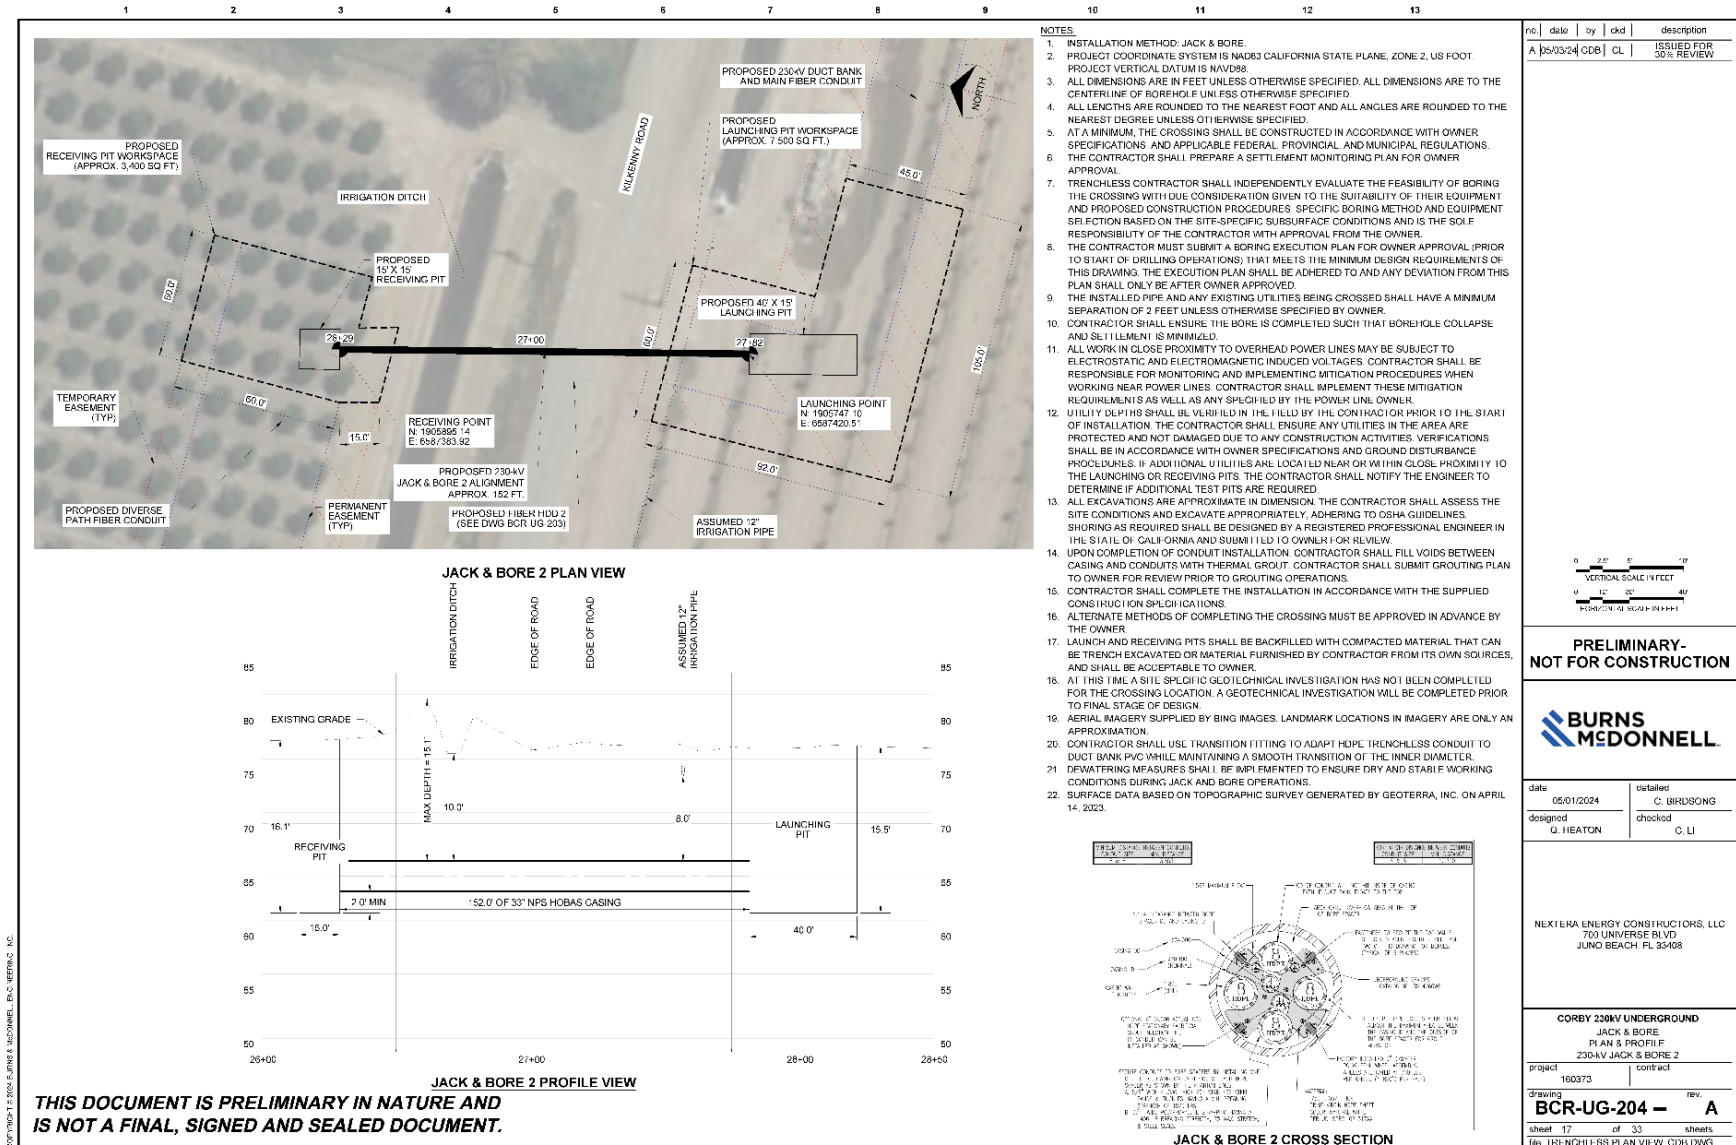 1 2 3 4 5 6 7 8 9 10 11 12 13
PROPOSED 230kV DUCT BANK
AND MAIN FIBER CONDUIT
NORTH
PROPOSED
LAUNCHING PIT WORKSPACE
(APPROX. 7,500 SQ FT.)
KILKENNY ROAD
PROPOSED
RECEIVING PIT WORKSPACE
(APPROX. 3,400 SQ FT)
IRRIGATION DITCH
45.0'
PROPOSED
15' X 15'
RECEIVING PIT
50.0'
PROPOSED 40' X 15'
LAUNCHING PIT
60.0'
105.0'
27+00
27+82
TEMPORARY
EASEMENT
(TYP)
60.0'
15.0'
RECEIVING POINT
N: 1905895.14
E: 6587383.92
LAUNCHING POINT
N: 1905747.10
E: 6587420.51
PROPOSED 230-kV
JACK & BORE 2 ALIGNMENT
APPROX. 152 FT.
92.0'
PROPOSED DIVERSE
PATH FIBER CONDUIT
PERMANENT
EASEMENT
(TYP)
PROPOSED FIBER HDD 2
(SEE DWG BCR UG 203)
ASSUMED 12"
IRRIGATION PIPE
JACK & BORE 2 PLAN VIEW
IRRIGATION DITCH
EDGE OF ROAD
EDGE OF ROAD
ASSUMED 12"
IRRIGATION PIPE
85 85
80 80
75 75
70 70
65 65
60 60
55 55
50 50
EXISTING GRADE
MAX DEPTH = 15.1'
10.0'
8.0'
16.1'
RECEIVING
PIT
LAUNCHING
PIT
15.5'
2.0' MIN
152.0' OF 33" NPS HOBAS CASING
15.0'
40.0'
26+00 27+00 28+00 28+50
JACK & BORE 2 PROFILE VIEW
THIS DOCUMENT IS PRELIMINARY IN NATURE AND
IS NOT A FINAL, SIGNED AND SEALED DOCUMENT.
COPYRIGHT © 2024 BURNS & McDONNELL ENGINEERING, INC.
NOTES:
1. INSTALLATION METHOD: JACK & BORE.
2. PROJECT COORDINATE SYSTEM IS NAD83 CALIFORNIA STATE PLANE, ZONE 2, US FOOT.
PROJECT VERTICAL DATUM IS NAVD88.
3. ALL DIMENSIONS ARE IN FEET UNLESS OTHERWISE SPECIFIED. ALL DIMENSIONS ARE TO THE
CENTERLINE OF BOREHOLE UNLESS OTHERWISE SPECIFIED.
4. ALL LENGTHS ARE ROUNDED TO THE NEAREST FOOT AND ALL ANGLES ARE ROUNDED TO THE
NEAREST DEGREE UNLESS OTHERWISE SPECIFIED.
5. AT A MINIMUM, THE CROSSING SHALL BE CONSTRUCTED IN ACCORDANCE WITH OWNER
SPECIFICATIONS AND APPLICABLE FEDERAL, PROVINCIAL, AND MUNICIPAL REGULATIONS.
6. THE CONTRACTOR SHALL PREPARE A SETTLEMENT MONITORING PLAN FOR OWNER
APPROVAL.
7. TRENCHLESS CONTRACTOR SHALL INDEPENDENTLY EVALUATE THE FEASIBILITY OF BORING
THE CROSSING WITH DUE CONSIDERATION GIVEN TO THE SUITABILITY OF THEIR EQUIPMENT
AND PROPOSED CONSTRUCTION PROCEDURES. SPECIFIC BORING METHOD AND EQUIPMENT
SELECTION BASED ON THE SITE-SPECIFIC SUBSURFACE CONDITIONS AND IS THE SOLE
RESPONSIBILITY OF THE CONTRACTOR WITH APPROVAL FROM THE OWNER.
8. THE CONTRACTOR MUST SUBMIT A BORING EXECUTION PLAN FOR OWNER APPROVAL (PRIOR
TO START OF DRILLING OPERATIONS) THAT MEETS THE MINIMUM DESIGN REQUIREMENTS OF
THIS DRAWING. THE EXECUTION PLAN SHALL BE ADHERED TO AND ANY DEVIATION FROM THIS
PLAN SHALL ONLY BE AFTER OWNER APPROVED.
9. THE INSTALLED PIPE AND ANY EXISTING UTILITIES BEING CROSSED SHALL HAVE A MINIMUM
SEPARATION OF 2 FEET UNLESS OTHERWISE SPECIFIED BY OWNER.
10. CONTRACTOR SHALL ENSURE THE BORE IS COMPLETED SUCH THAT BOREHOLE COLLAPSE
AND SETTLEMENT IS MINIMIZED.
11. ALL WORK IN CLOSE PROXIMITY TO OVERHEAD POWER LINES MAY BE SUBJECT TO
ELECTROSTATIC AND ELECTROMAGNETIC INDUCED VOLTAGES. CONTRACTOR SHALL BE
RESPONSIBLE FOR MONITORING AND IMPLEMENTING MITIGATION PROCEDURES WHEN
WORKING NEAR POWER LINES. CONTRACTOR SHALL IMPLEMENT THESE MITIGATION
REQUIREMENTS AS WELL AS ANY SPECIFIED BY THE POWER LINE OWNER.
12. UTILITY DEPTHS SHALL BE VERIFIED IN THE FIELD BY THE CONTRACTOR PRIOR TO THE START
OF INSTALLATION. THE CONTRACTOR SHALL ENSURE ANY UTILITIES IN THE AREA ARE
PROTECTED AND NOT DAMAGED DUE TO ANY CONSTRUCTION ACTIVITIES. VERIFICATIONS
SHALL BE IN ACCORDANCE WITH OWNER SPECIFICATIONS AND GROUND DISTURBANCE
PROCEDURES. IF ADDITIONAL UTILITIES ARE LOCATED NEAR OR WITHIN CLOSE PROXIMITY TO
THE LAUNCHING OR RECEIVING PITS. THE CONTRACTOR SHALL NOTIFY THE ENGINEER TO
DETERMINE IF ADDITIONAL TEST PITS ARE REQUIRED.
13. ALL EXCAVATIONS ARE APPROXIMATE IN DIMENSION. THE CONTRACTOR SHALL ASSESS THE
SITE CONDITIONS AND EXCAVATE APPROPRIATELY, ADHERING TO OSHA GUIDELINES.
SHORING AS REQUIRED SHALL BE DESIGNED BY A REGISTERED PROFESSIONAL ENGINEER IN
THE STATE OF CALIFORNIA AND SUBMITTED TO OWNER FOR REVIEW.
14. UPON COMPLETION OF CONDUIT INSTALLATION, CONTRACTOR SHALL FILL VOIDS BETWEEN
CASING AND CONDUITS WITH THERMAL GROUT. CONTRACTOR SHALL SUBMIT GROUTING PLAN
TO OWNER FOR REVIEW PRIOR TO GROUTING OPERATIONS.
15. CONTRACTOR SHALL COMPLETE THE INSTALLATION IN ACCORDANCE WITH THE SUPPLIED
CONSTRUCTION SPECIFICATIONS.
16. ALTERNATE METHODS OF COMPLETING THE CROSSING MUST BE APPROVED IN ADVANCE BY
THE OWNER.
17. LAUNCH AND RECEIVING PITS SHALL BE BACKFILLED WITH COMPACTED MATERIAL THAT CAN
BE TRENCH EXCAVATED OR MATERIAL FURNISHED BY CONTRACTOR FROM ITS OWN SOURCES,
AND SHALL BE ACCEPTABLE TO OWNER.
18. AT THIS TIME A SITE SPECIFIC GEOTECHNICAL INVESTIGATION HAS NOT BEEN COMPLETED
FOR THE CROSSING LOCATION. A GEOTECHNICAL INVESTIGATION WILL BE COMPLETED PRIOR
TO FINAL STAGE OF DESIGN.
19. AERIAL IMAGERY SUPPLIED BY BING IMAGES. LANDMARK LOCATIONS IN IMAGERY ARE ONLY AN
APPROXIMATION.
20. CONTRACTOR SHALL USE TRANSITION FITTING TO ADAPT HDPE TRENCHLESS CONDUIT TO
DUCT BANK PVC WHILE MAINTAINING A SMOOTH TRANSITION OF THE INNER DIAMETER.
21. DEWATERING MEASURES SHALL BE IMPLEMENTED TO ENSURE DRY AND STABLE WORKING
CONDITIONS DURING JACK AND BORE OPERATIONS.
22. SURFACE DATA BASED ON TOPOGRAPHIC SURVEY GENERATED BY GEOTERRA, INC. ON APRIL
14, 2023.
JACK & BORE 2 CROSS SECTION
no. date by ckd description
A 05/03/24 CDB CL ISSUED FOR
30% REVIEW
0 2.5' 5' 10'
VERTICAL SCALE IN FEET
20' 40'
HORIZONTAL SCALE IN FEET
PRELIMINARY-
NOT FOR CONSTRUCTION
BURNS
MCDONNELL
date detailed
05/01/2024 C. BIRDSONG
designed checked
Q. HEATON C. LI
NEXTERA ENERGY CONSTRUCTORS, LLC
700 UNIVERSE BLVD
JUNO BEACH, FL 33408
CORBY 230kV UNDERGROUND
JACK & BORE
PLAN & PROFILE
230-kV JACK & BORE 2
project contract
160373
drawing rev.
BCR-UG-204 – A
sheet 17 of 33 sheets
file TRENCHLESS PLAN VIEW_CDB.DWG